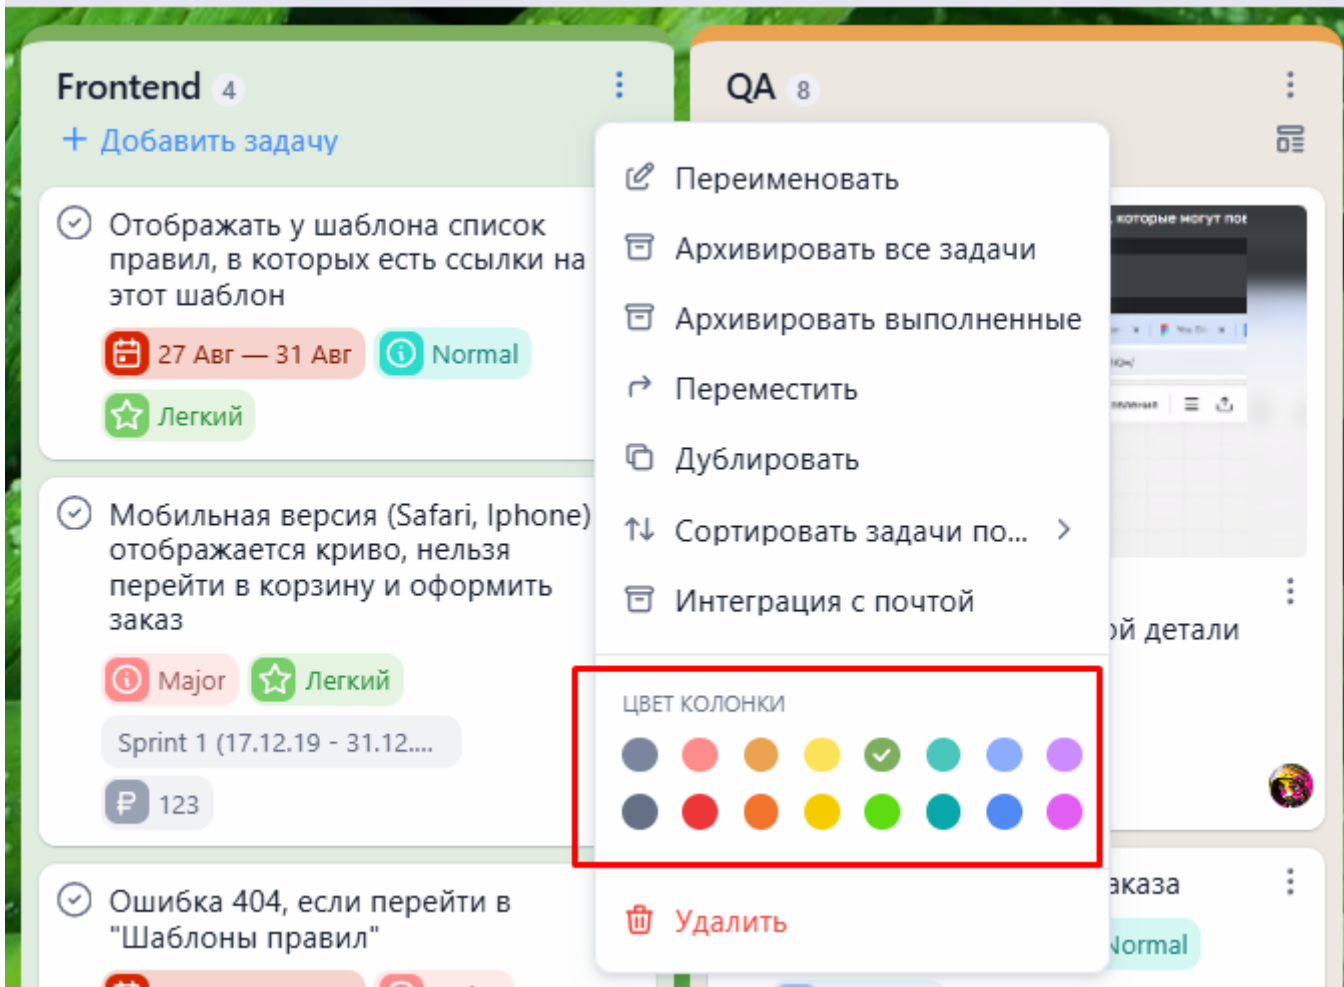 Frontend 4
+ Добавить задачу
Отображать у шаблона список
правил, в которых есть ссылки на
этот шаблон
27 Авг — 31 Авг
Normal
Легкий
Мобильная версия (Safari, Iphone)
отображается криво, нельзя
перейти в корзину и оформить
заказ
Major
Легкий
Sprint 1 (17.12.19 - 31.12....
₽ 123
Ошибка 404, если перейти в
"Шаблоны правил"
Переименовать
Архивировать все задачи
Архивировать выполненные
Переместить
Дублировать
Сортировать задачи по...
Интеграция с почтой
ЦВЕТ КОЛОНКИ
Удалить
QA 8
, которые могут
ой детали
аказа
Normal